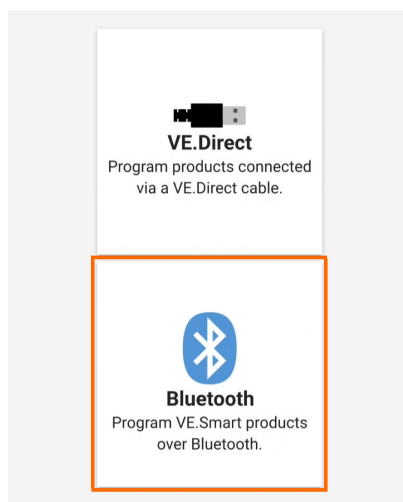 VE.Direct
Program products connected
via a VE.Direct cable.
Bluetooth
Program VE.Smart products
over Bluetooth.